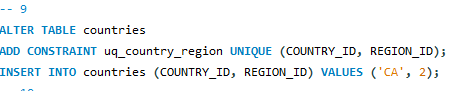 -- 9
ALTER TABLE countries
ADD CONSTRAINT uq_country_region UNIQUE (COUNTRY_ID, REGION_ID);
INSERT INTO countries (COUNTRY_ID, REGION_ID) VALUES ('CA', 2);